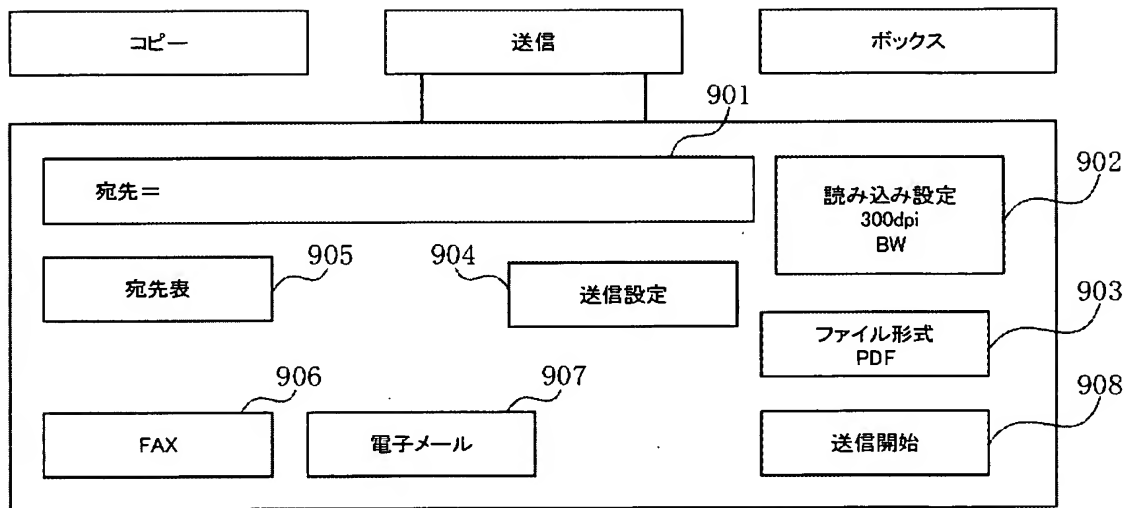 コピー
送信
ボックス
901
宛先=
読み込み設定
300dpi
BW
902
宛先表
905
904
送信設定
ファイル形式
PDF
903
FAX
906
電子メール
907
送信開始
908